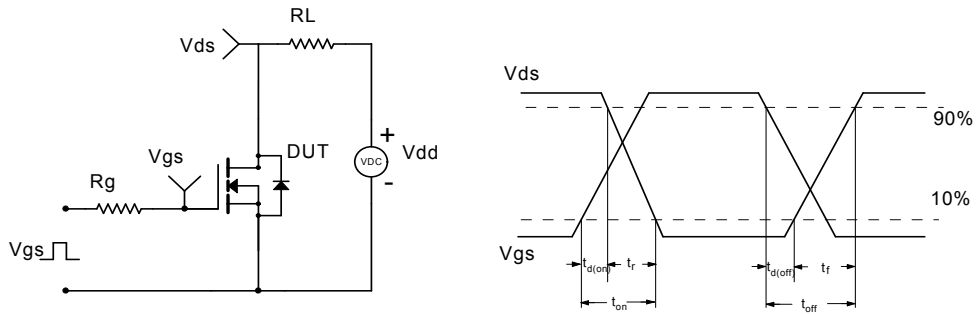 RL
Vds
Vgs
DUT
Rg
VDC
+
-
Vdd
Vgs
Vds
90%
10%
Vgs
td(on)
tr
td(off)
tf
ton
toff